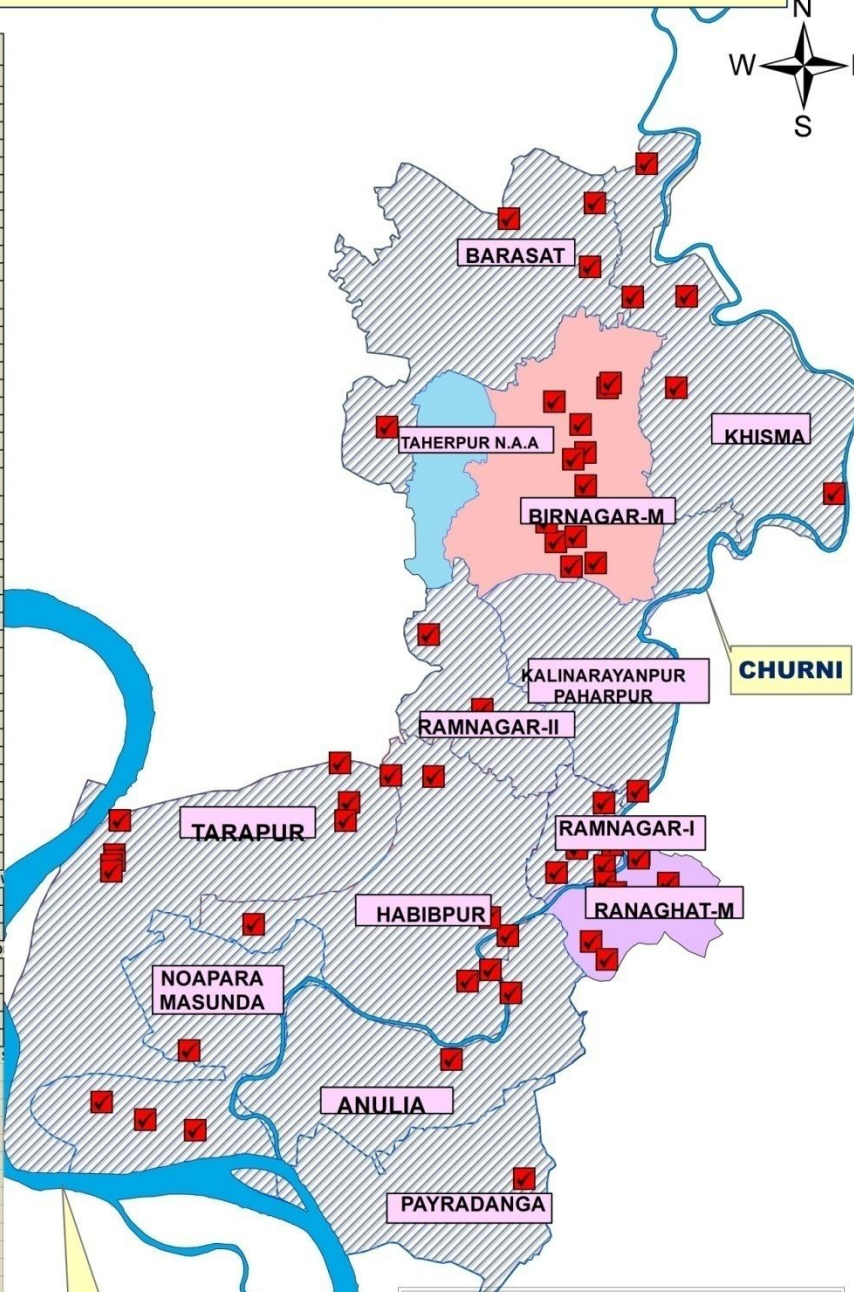 N
W
S
BARASAT
TAHERPUR N.A.A
KHISMA
BIRNAGAR-M
CHURNI
KALINARAYANPUR
PAHARPUR
RAMNAGAR-II
TARAPUR
RAMNAGAR-I
HABIBPUR
RANAGHAT-M
NOAPARA
MASUNDA
ANULIA
PAYRADANGA